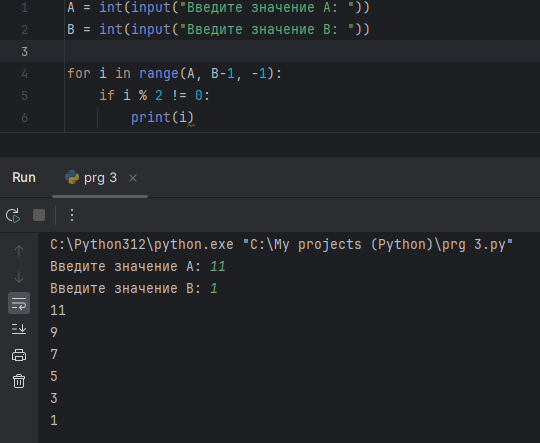 1 A = int(input("Введите значение A: "))
2 B = int(input("Введите значение B: "))
3
4 for i in range(A, B-1, -1):
5 if i % 2 != 0:
6 print(i)
Run prg 3 ×
C:\Python312\python.exe "C:\My projects (Python)\prg 3.py"
Введите значение A: 11
Введите значение B: 1
11
9
7
5
3
1